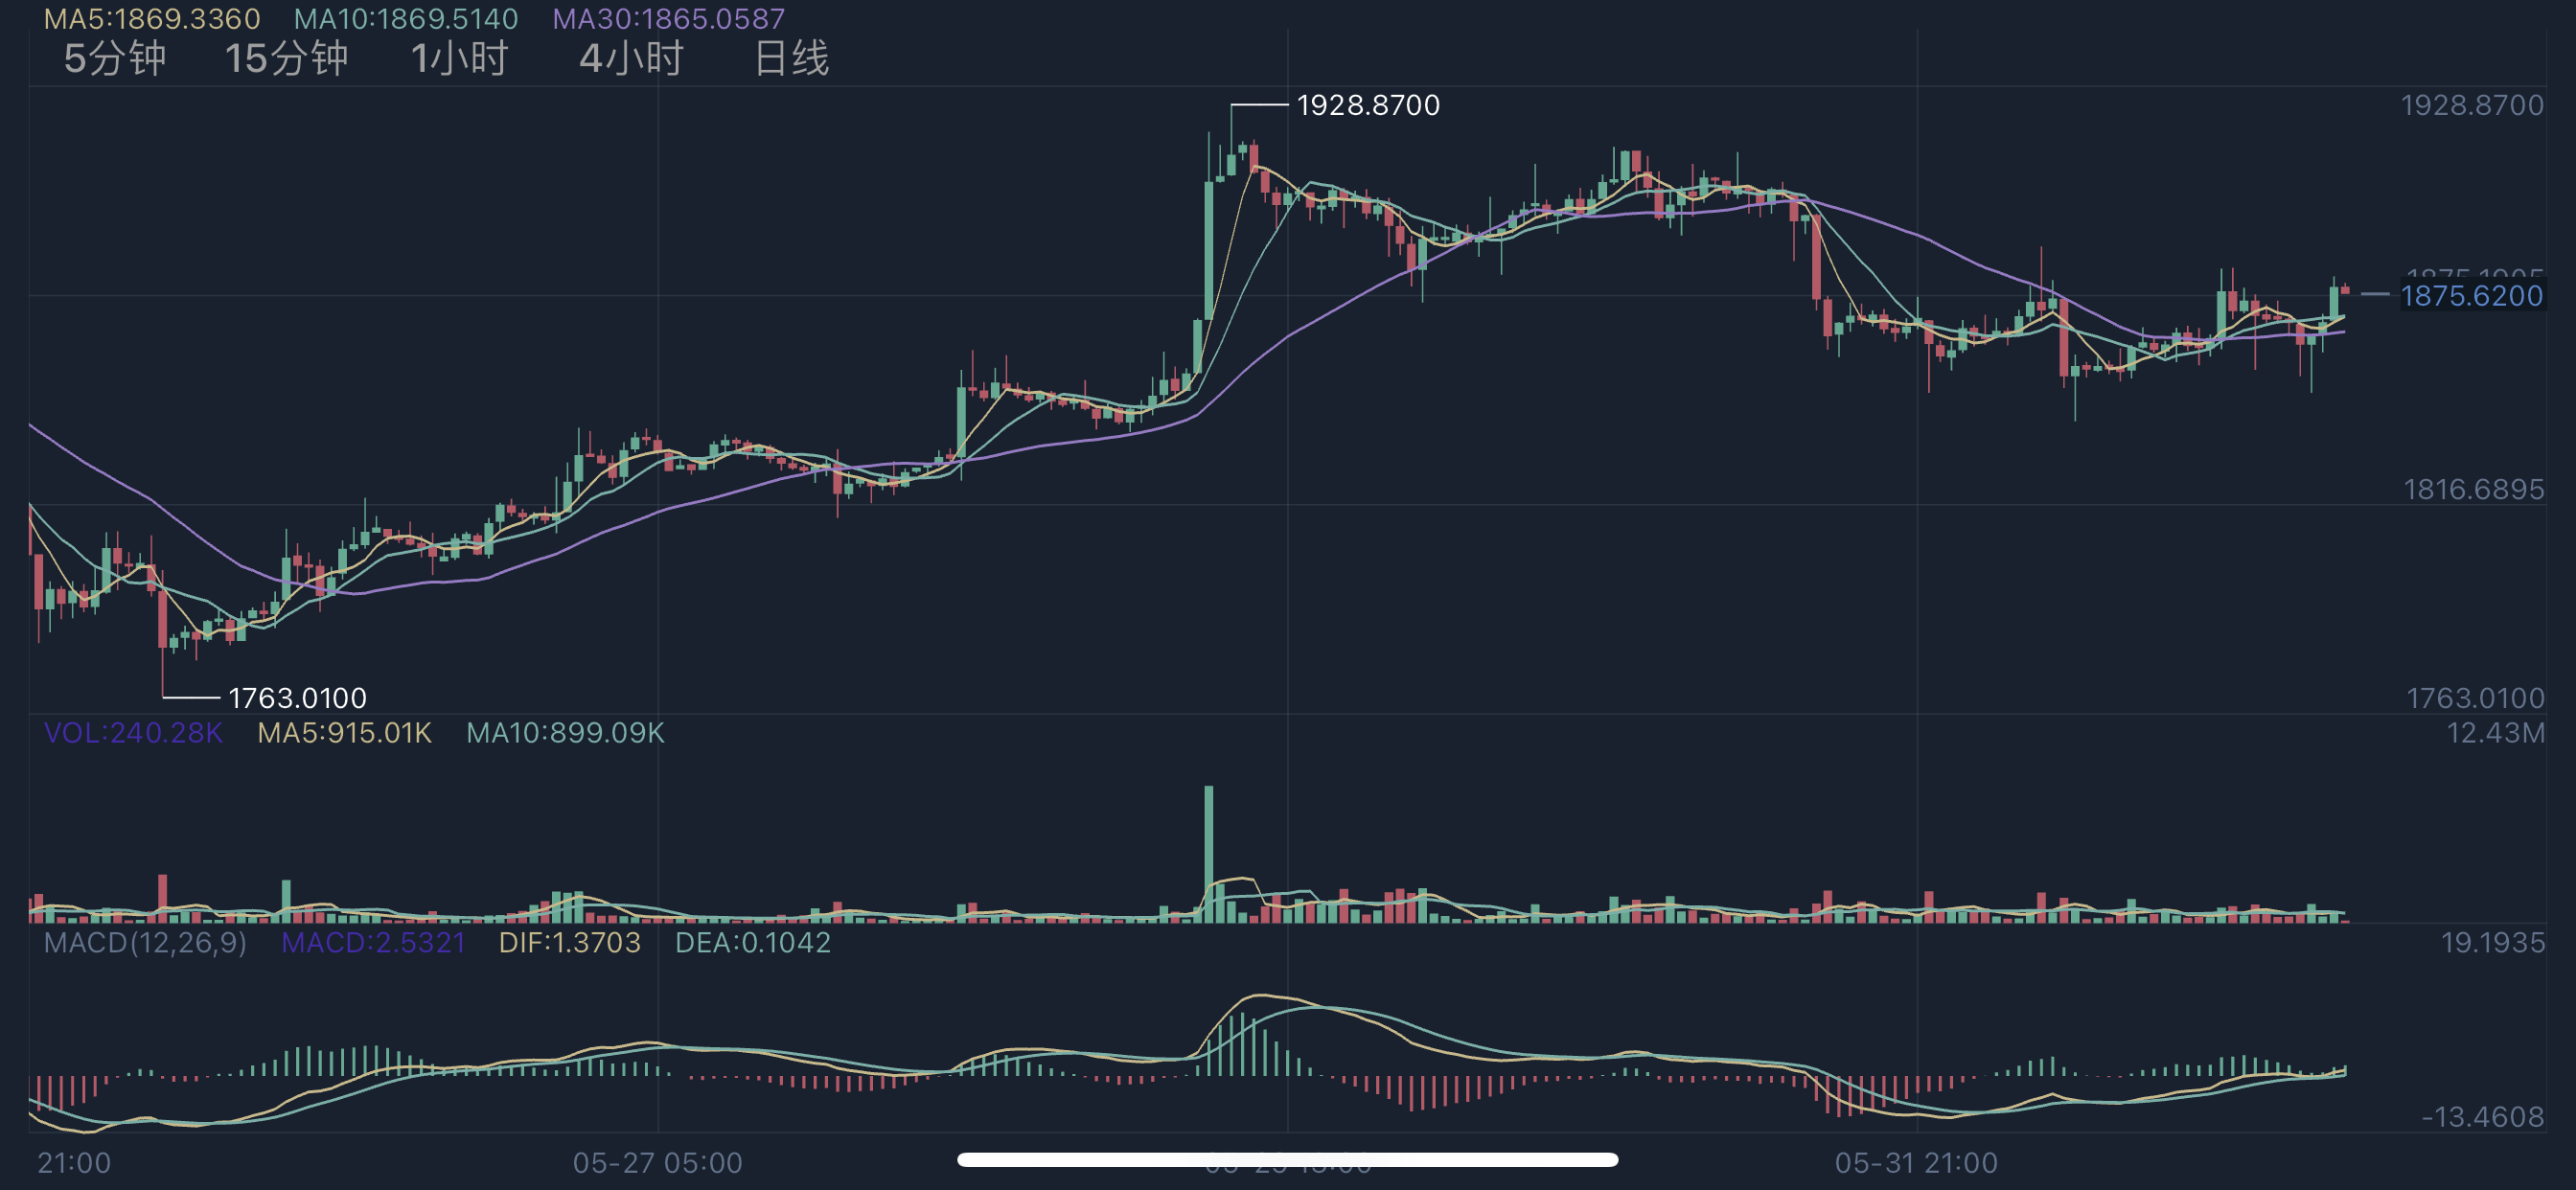 MA5:1869.3360 MA10:1869.5140 MA30:1865.0587
5分钟 15分钟 1小时 4小时 日线
1928.8700 1928.8700
1875.6200
1816.6895
1763.0100 1763.0100
VOL:240.28K MA5:915.01K MA10:899.09K 12.43M
MACD(12,26,9) MACD:2.5321 DIF:1.3703 DEA:0.1042 19.1935
-13.4608
21:00 05-27 05:00 05-31 21:00